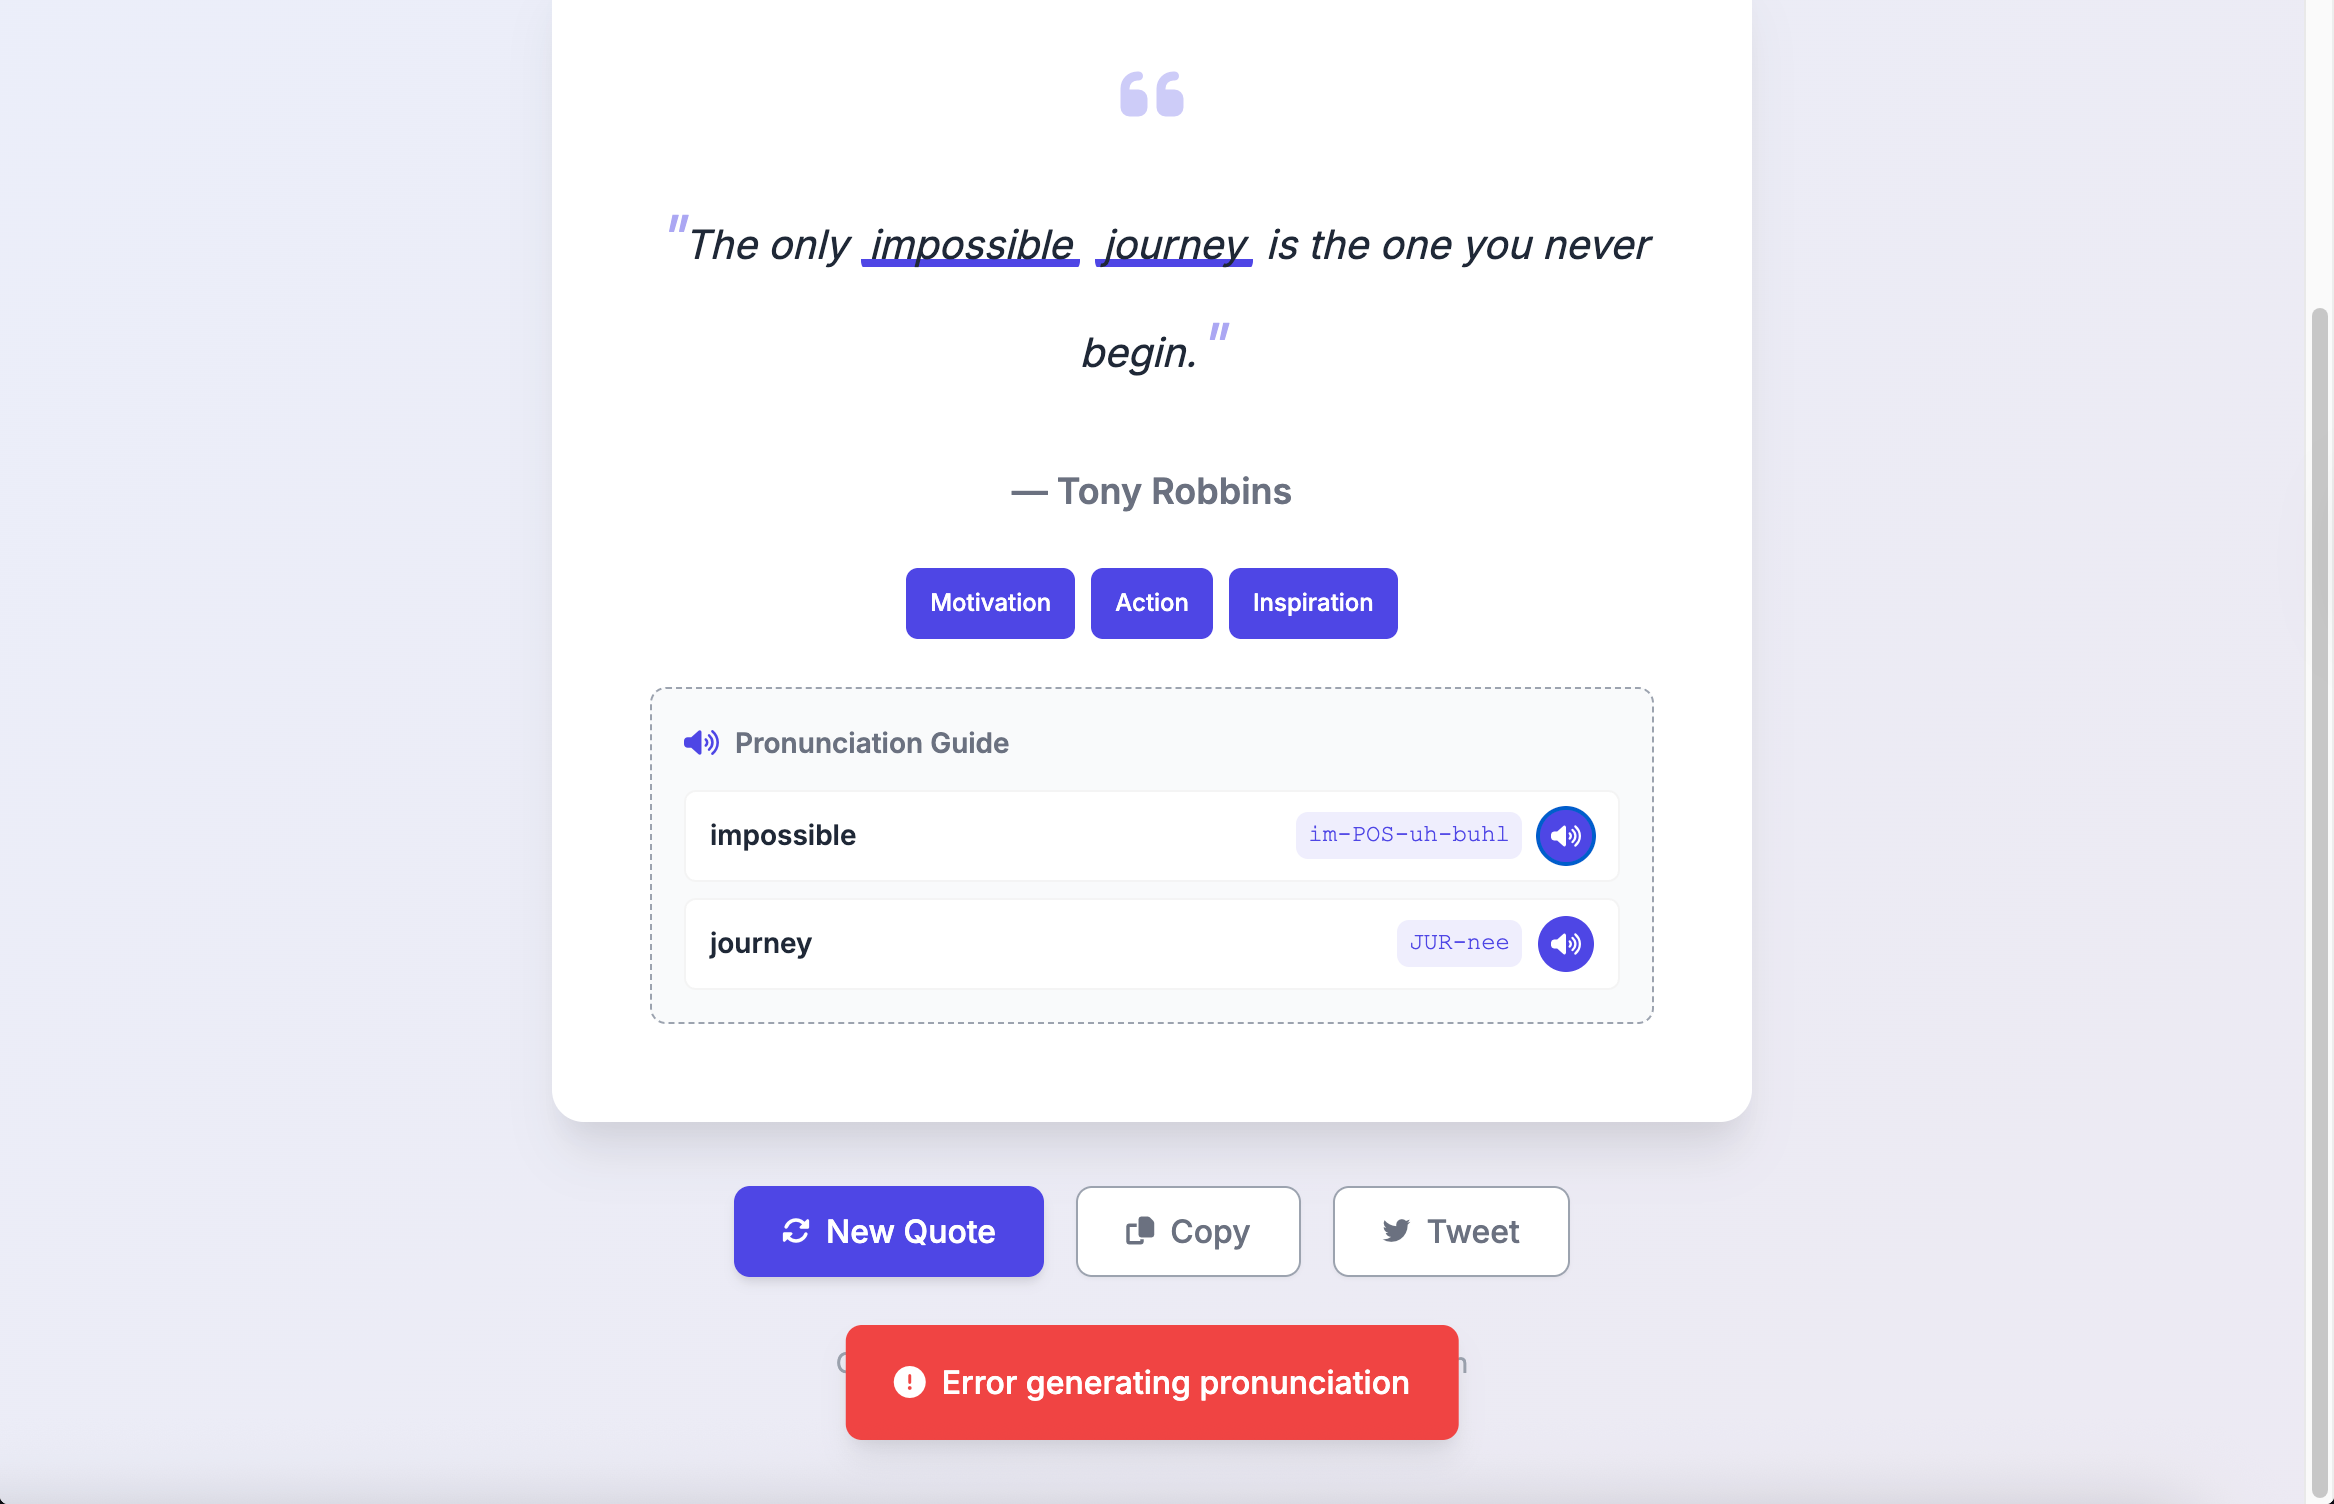 "The only impossible journey is the one you never
begin."
— Tony Robbins
Motivation Action Inspiration
Pronunciation Guide
impossible im-POS-uh-buhl
journey JUR-nee
New Quote Copy Tweet
Error generating pronunciation